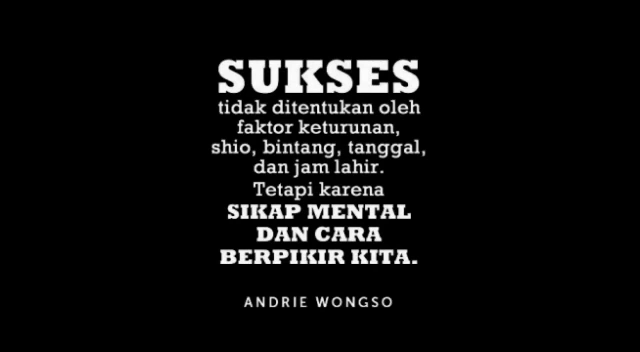 SUKSES
tidak ditentukan oleh
faktor keturunan,
shio, bintang, tanggal,
dan jam lahir.
Tetapi karena
SIKAP MENTAL
DAN CARA
BERPIKIR KITA.
ANDRIE WONGSO